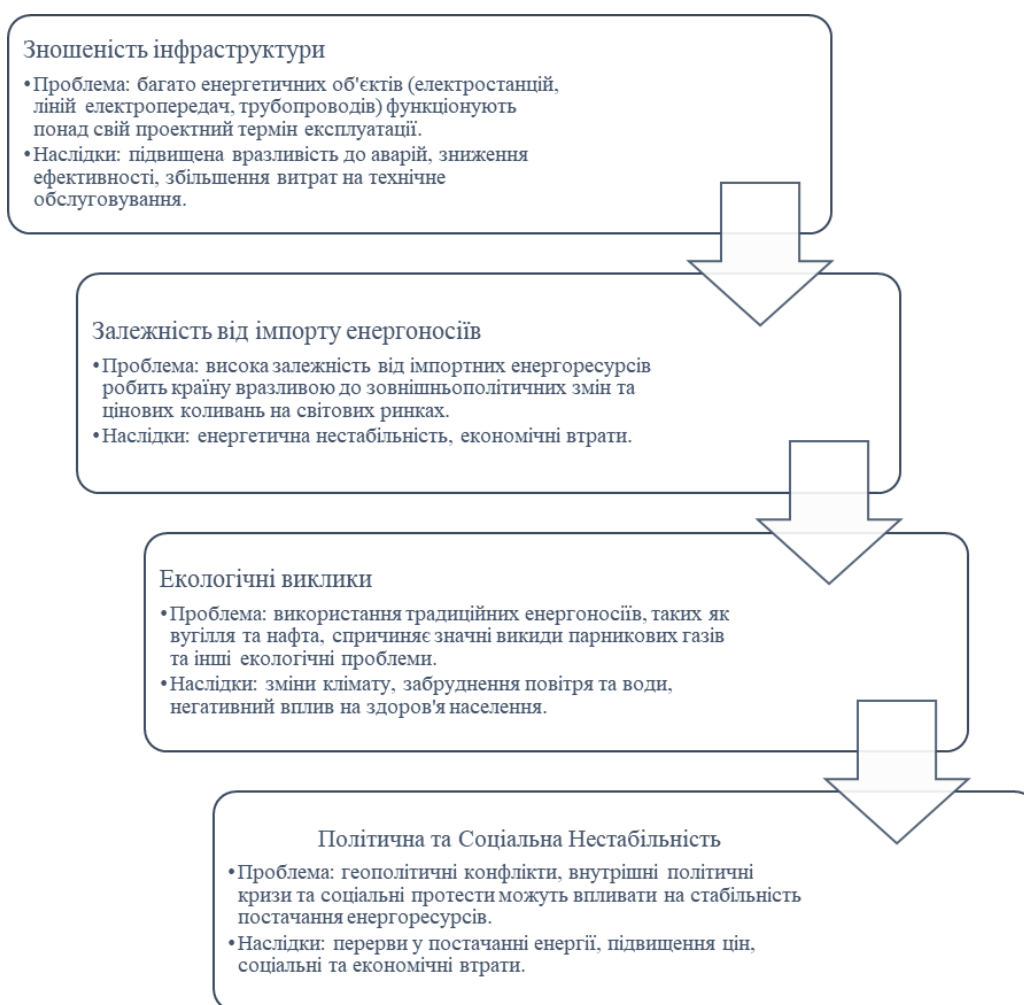 Зношеність інфраструктури
•Проблема: багато енергетичних об'єктів (електростанцій,
ліній електропередач, трубопроводів) функціонують
понад свій проектний термін експлуатації.
•Наслідки: підвищена вразливість до аварій, зниження
ефективності, збільшення витрат на технічне
обслуговування.
Залежність від імпорту енергоносіїв
•Проблема: висока залежність від імпортних енергоресурсів
робить країну вразливою до зовнішньополітичних змін та
цінових коливань на світових ринках.
•Наслідки: енергетична нестабільність, економічні втрати.
Екологічні виклики
•Проблема: використання традиційних енергоносіїв, таких як
вугілля та нафта, спричиняє значні викиди парникових газів
та інші екологічні проблеми.
•Наслідки: зміни клімату, забруднення повітря та води,
негативний вплив на здоров'я населення.
Політична та Соціальна Нестабільність
•Проблема: геополітичні конфлікти, внутрішні політичні
кризи та соціальні протести можуть впливати на стабільність
постачання енергоресурсів.
•Наслідки: перерви у постачанні енергії, підвищення цін,
соціальні та економічні втрати.